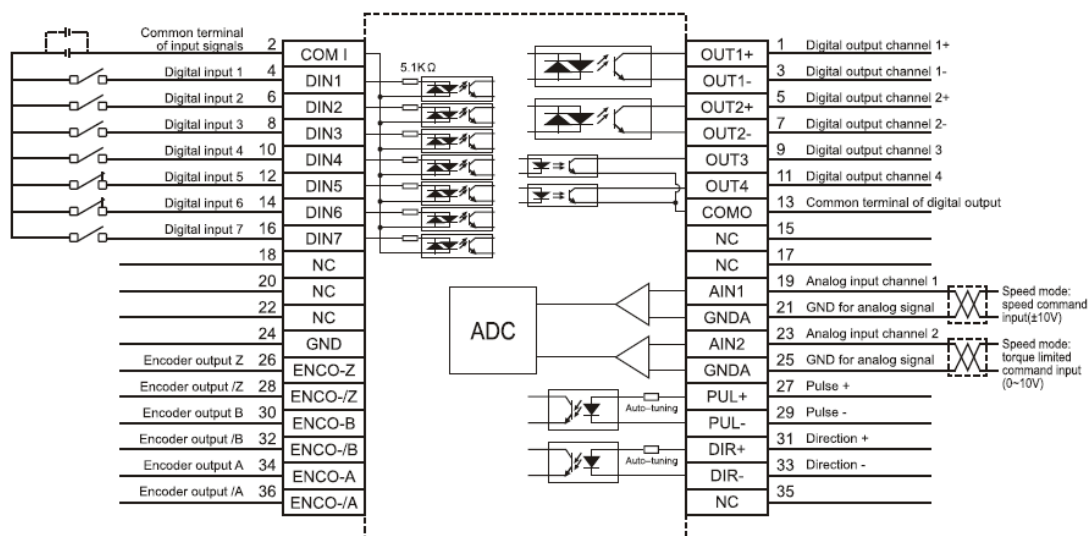 Common terminal
of input signals
2
COM I
Digital input 1
4
DIN1
Digital input 2
6
DIN2
Digital input 3
8
DIN3
Digital input 4
10
DIN4
Digital input 5
12
DIN5
Digital input 6
14
DIN6
Digital input 7
16
DIN7
18
NC
20
NC
22
NC
24
GND
Encoder output Z
26
ENCO-Z
Encoder output /Z
28
ENCO-/Z
Encoder output B
30
ENCO-B
Encoder output /B
32
ENCO-/B
Encoder output A
34
ENCO-A
Encoder output /A
36
ENCO-/A
5.1KΩ
ADC
Auto-tuning
Auto-tuning
OUT1+
1
Digital output channel 1+
OUT1-
3
Digital output channel 1-
OUT2+
5
Digital output channel 2+
OUT2-
7
Digital output channel 2-
OUT3
9
Digital output channel 3
OUT4
11
Digital output channel 4
COMO
13
Common terminal of digital output
NC
15
NC
17
AIN1
19
Analog input channel 1
GNDA
21
GND for analog signal
AIN2
23
Analog input channel 2
GNDA
25
GND for analog signal
PUL+
27
Pulse +
PUL-
29
Pulse -
DIR+
31
Direction +
DIR-
33
Direction -
NC
35
Speed mode:
speed command
input(±10V)
Speed mode:
torque limited
command input
(0~10V)